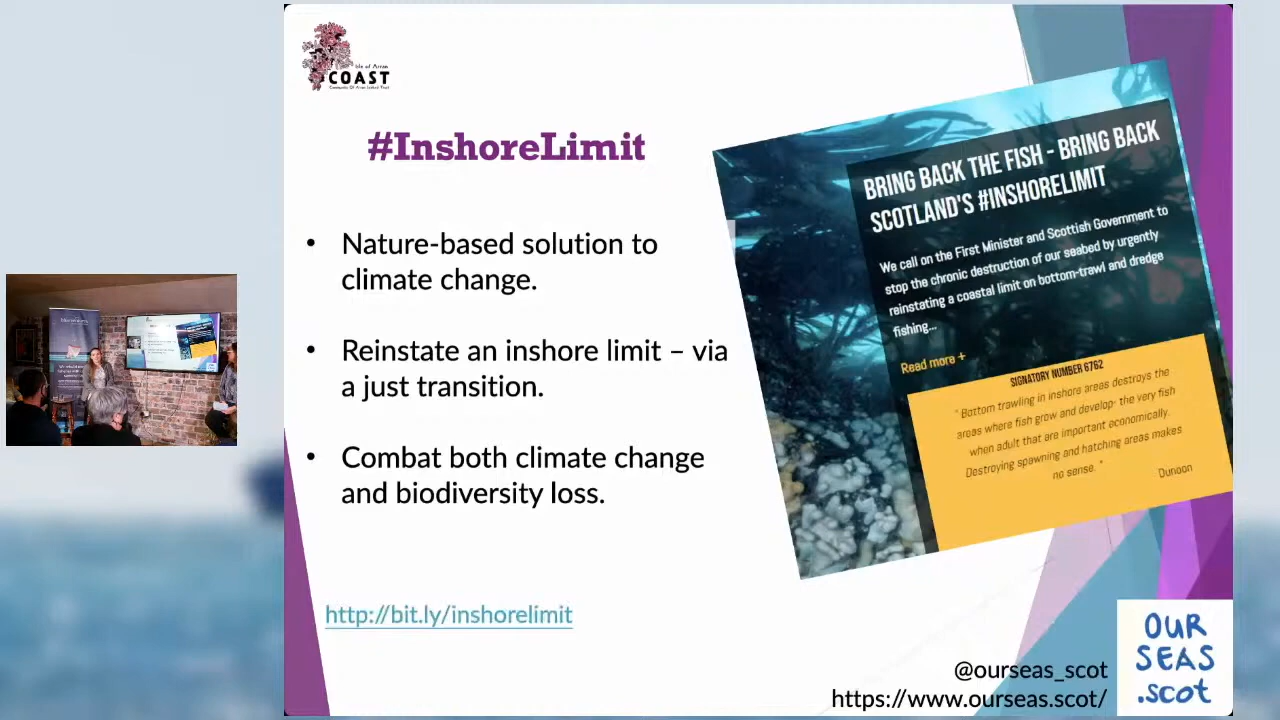 Isle of Arran
COAST
Community Of Arran Seabed Trust
#InshoreLimit
• Nature-based solution to
climate change.
• Reinstate an inshore limit – via
a just transition.
• Combat both climate change
and biodiversity loss.
http://bit.ly/inshorelimit
BRING BACK THE FISH - BRING BACK
SCOTLAND'S #INSHORELIMIT
We call on the First Minister and Scottish Government to
stop the chronic destruction of our seabed by urgently
reinstating a coastal limit on bottom-trawl and dredge
fishing...
Read more +
SIGNATORY NUMBER 6762
" Bottom trawling in inshore areas destroys the
areas where fish grow and develop- the very fish
when adult that are important economically.
Destroying spawning and hatching areas makes
no sense. "
Dunoon
@ourseas_scot
https://www.ourseas.scot/
OUR
SEAS
.scot